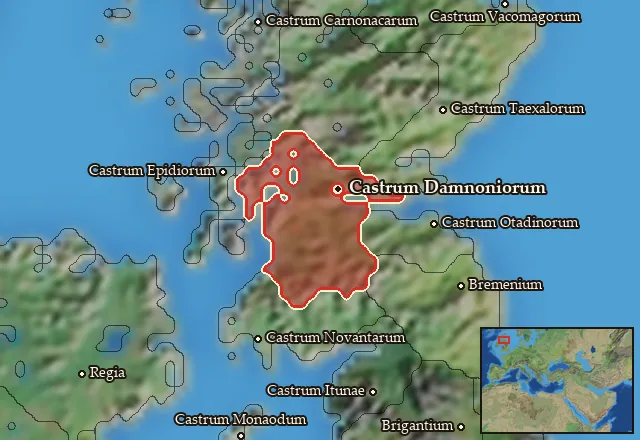 Castrum Vacomagorum
Castrum Carnonacarum
Castrum Taexalorum
Castrum Epidiorum
Castrum Damnoniorum
Castrum Otadinorum
Bremenium
Castrum Novantarum
Regia
Castrum Itunae
Castrum Monaodum
Brigantium